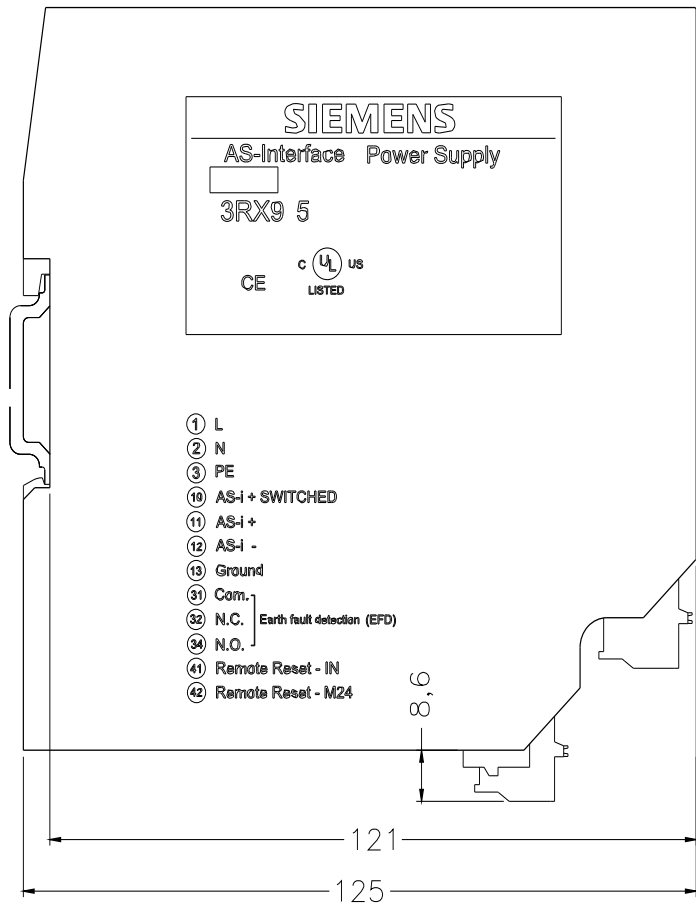 SIEMENS
AS-Interface Power Supply
3RX9 5
C UL US
LISTED
CE
1 L
2 N
3 PE
10 AS-i + SWITCHED
11 AS-i +
12 AS-i -
13 Ground
31 Com.
32 N.C. Earth fault detection (EFD)
34 N.O.
41 Remote Reset - IN
42 Remote Reset - M24
8,6
121
125